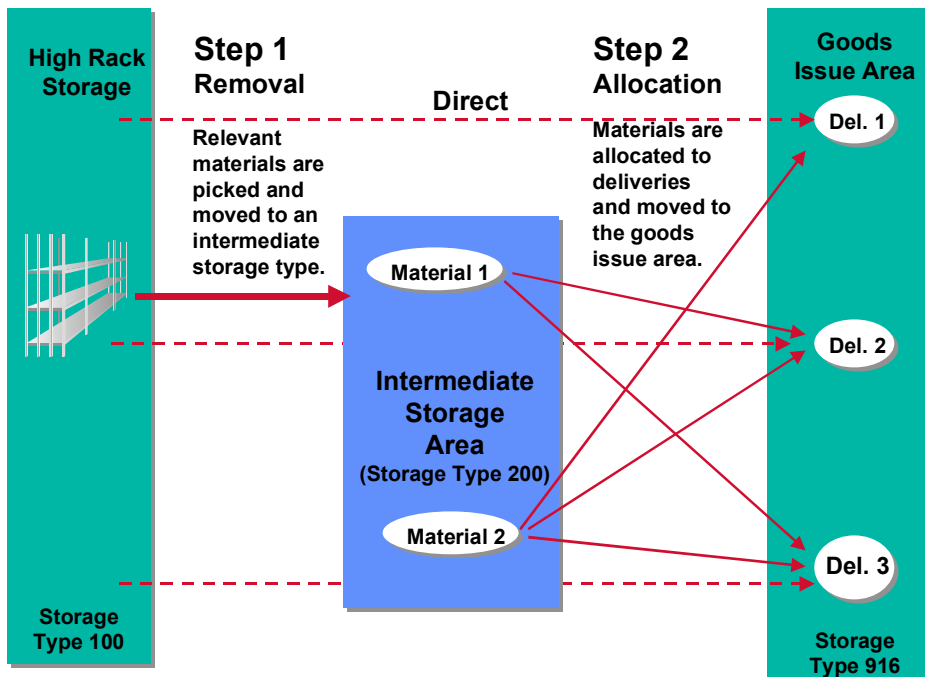 High Rack
Storage
Step 1
Removal
Relevant
materials are
picked and
moved to an
intermediate
storage type.
Direct
Step 2
Allocation
Materials are
allocated to
deliveries
and moved to
the goods
issue area.
Goods
Issue Area
Del. 1
Material 1
Del. 2
Intermediate
Storage
Area
(Storage Type 200)
Material 2
Del. 3
Storage
Type 100
Storage
Type 916